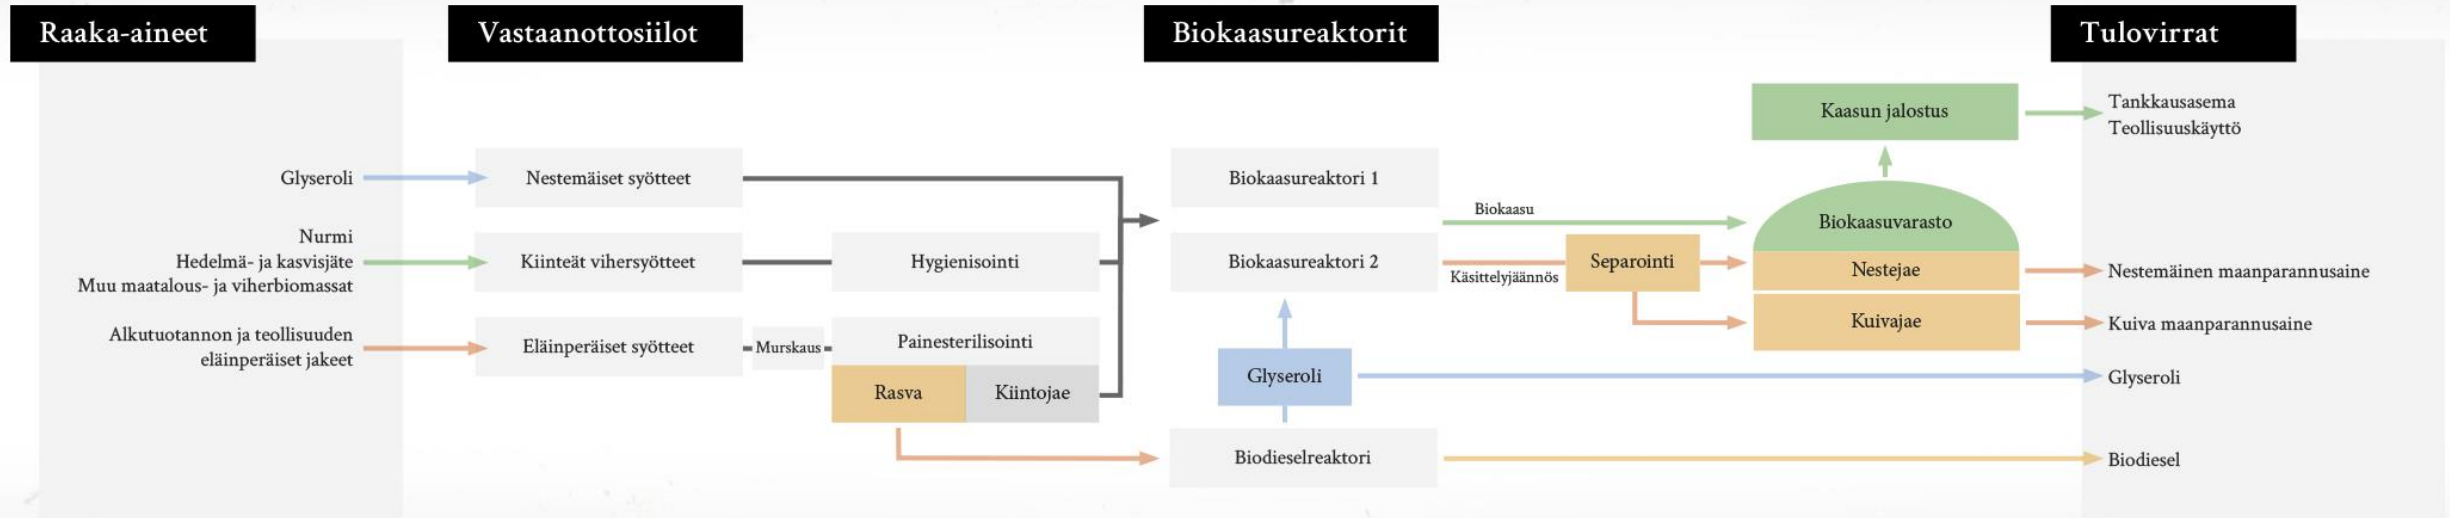 Raaka-aineet
Vastaanottosiilot
Biokaasureaktorit
Tulovirrat
Glyseroli
Nurmi
Hedelmä- ja kasvisjäte
Muu maatalous- ja viherbiomassat
Alkutuotannon ja teollisuuden
eläinperäiset jakeet
Nestemäiset syötteet
Kiinteät vihersyötteet
Eläinperäiset syötteet
Murskaus
Hygienisointi
Painesterilisointi
Rasva
Kiintojae
Biokaasureaktori 1
Biokaasureaktori 2
Glyseroli
Biodieselreaktori
Biokaasu
Käsittelyjäännös
Separointi
Kaasun jalostus
Biokaasuvarasto
Nestejae
Kuivajae
Tankkausasema
Teollisuuskäyttö
Nestemäinen maanparannusaine
Kuiva maanparannusaine
Glyseroli
Biodiesel